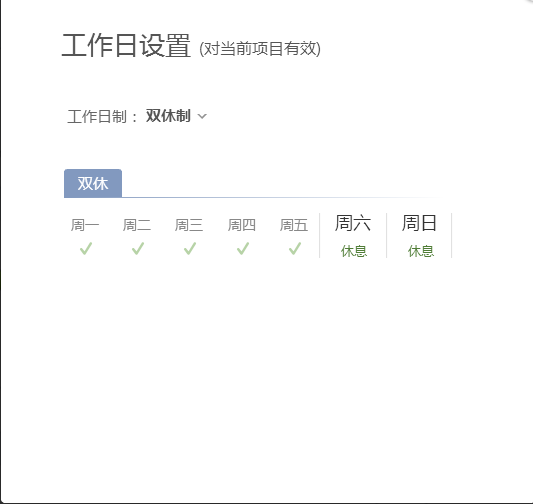 工作日设置 (对当前项目有效)
工作日制： 双休制
双休
周一 周二 周三 周四 周五 周六 周日
休息 休息